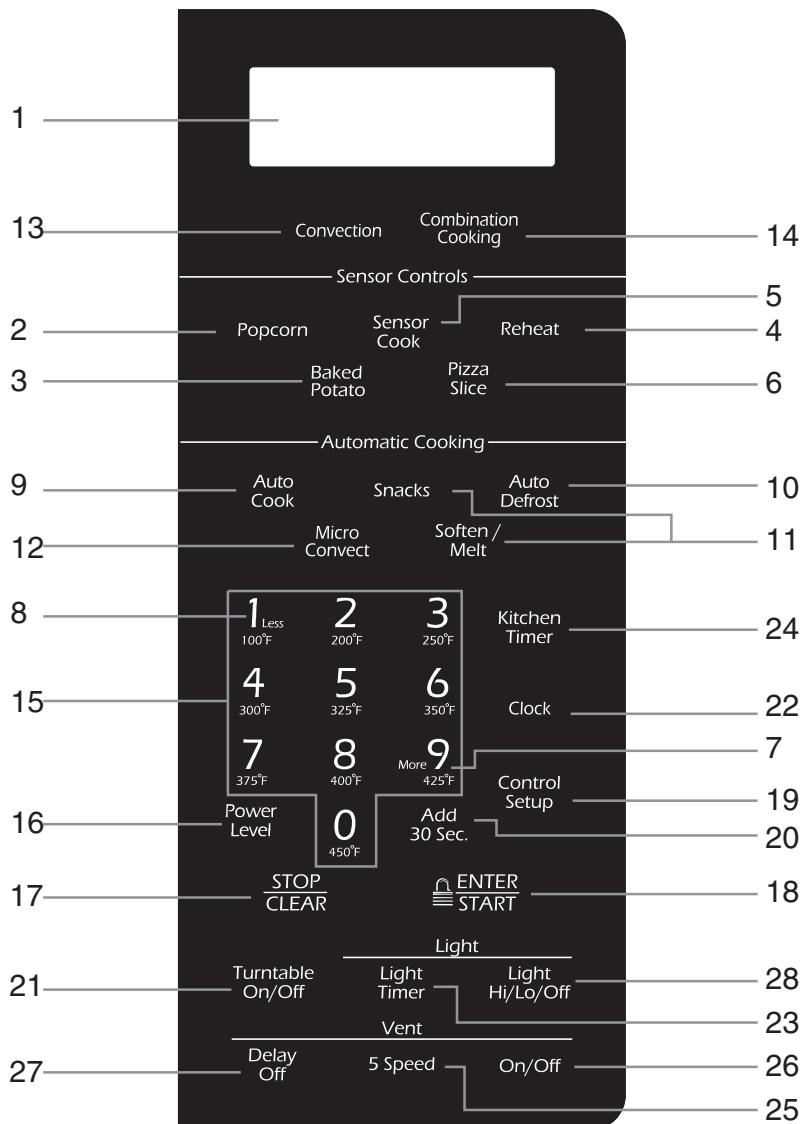 1
13 Convection Combination Cooking 14
Sensor Controls
5
2 Popcorn Sensor Cook Reheat 4
3 Baked Potato Pizza Slice 6
Automatic Cooking
9 Auto Cook Snacks Auto Defrost 10
12 Micro Convect Soften / Melt 11
8 1 Less 2 3 Kitchen Timer 24
100°F 200°F 250°F
15 4 5 6 Clock 22
300°F 325°F 350°F
7 8 More 9 7
375°F 400°F 425°F
Control Setup 19
16 Power Level 0 Add 30 Sec. 20
450°F
17 STOP CLEAR ENTER START 18
Light
21 Turntable On/Off Light Timer Light Hi/Lo/Off 28
23
Vent
27 Delay Off 5 Speed On/Off 26
25